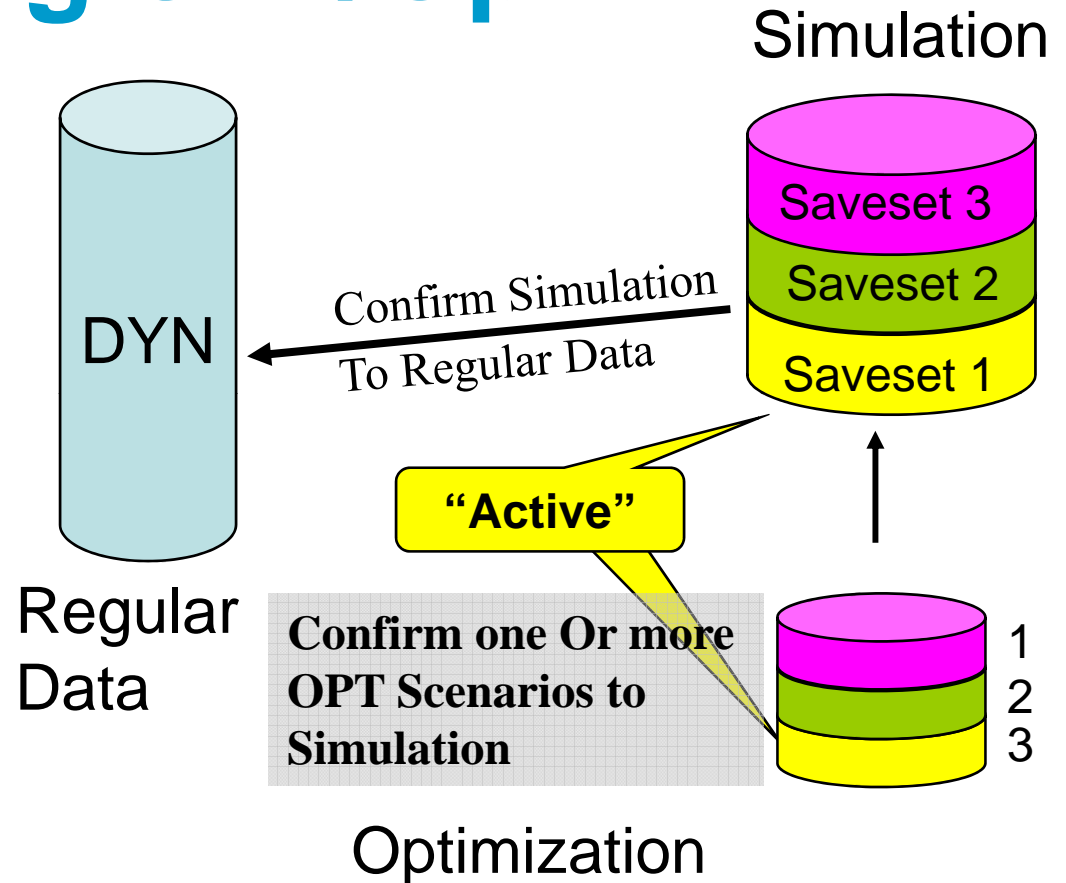 Simulation
Saveset 3
Saveset 2
Saveset 1
DYN
Confirm Simulation
To Regular Data
“Active”
Regular
Data
Confirm one Or more
OPT Scenarios to
Simulation
1
2
3
Optimization